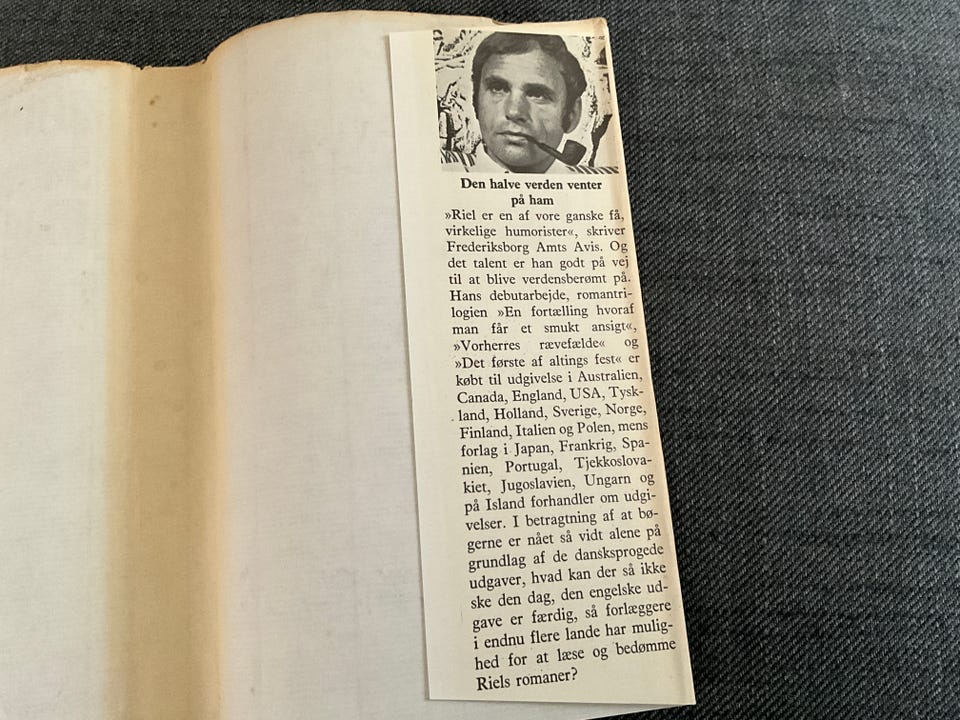 Den halve verden venter
på ham
»Riel er en af vore ganske få,
virkelige humorister«, skriver
Frederiksborg Amts Avis. Og
det talent er han godt på vej
til at blive verdensberømt på.
Hans debutarbejde, romantri-
logien »En fortælling hvoraf
man får et smukt ansigt«,
»Vorherres rævefælde« og
»Det første af altings fest« er
købt til udgivelse i Australien,
Canada, England, USA, Tysk-
land, Holland, Sverige, Norge,
Finland, Italien og Polen, mens
forlag i Japan, Frankrig, Spa-
nien, Portugal, Tjekkoslova-
kiet, Jugoslavien, Ungarn og
på Island forhandler om udgi-
velser. I betragtning af at bø-
gerne er nået så vidt alene på
grundlag af de dansksprogede
udgaver, hvad kan der så ikke
ske den dag, den engelske ud-
gave er færdig, så forlæggere
i endnu flere lande har mulig-
hed for at læse og bedømme
Riels romaner?